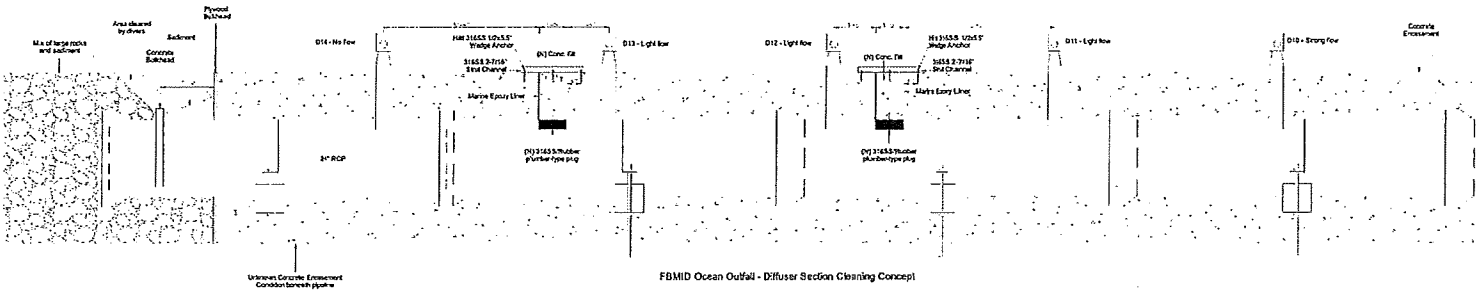 Plywood
Bulkhead
Area cleared
by divers
Sediment
Mix of large rocks
and sediment
Concrete
Bulkhead
D14 - No flow
Hilti 316SS 1/2x5.5"
Wedge Anchor
(N) Conc. Fill
316SS 2-7/16"
Strut Channel
Marine Epoxy Liner
D13 - Light flow
D12 - Light flow
(N) Conc. Fill
Hilti 316SS 1/2x5.5"
Wedge Anchor
316SS 2-7/16"
Strut Channel
Marine Epoxy Liner
D11 - Light flow
D10 - Strong flow
Concrete
Encasement
RCP
(N) 316SS/Rubber
plumber-type plug
(N) 316SS/Rubber
plumber-type plug
Unknown Concrete Encasement
Condition beneath pipeline
FBMID Ocean Outfall - Diffuser Section Cleaning Concept